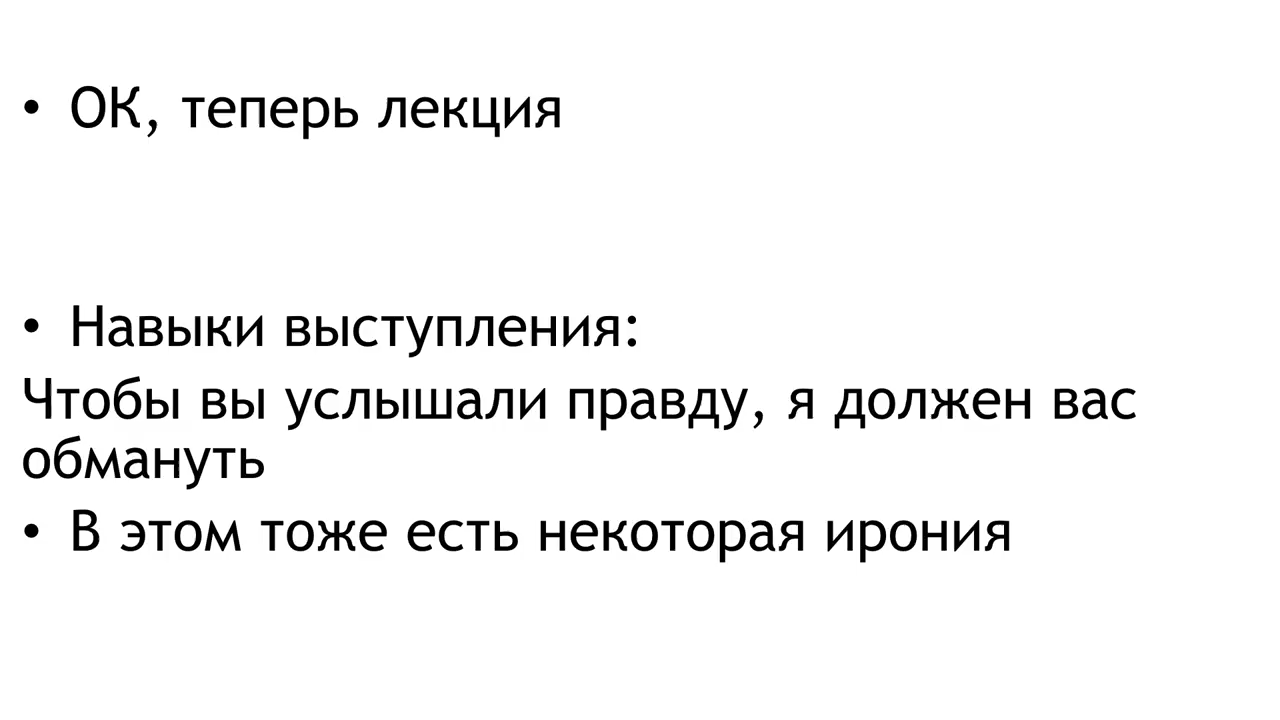 • ОК, теперь лекция
• Навыки выступления:
Чтобы вы услышали правду, я должен вас
обмануть
• В этом тоже есть некоторая ирония